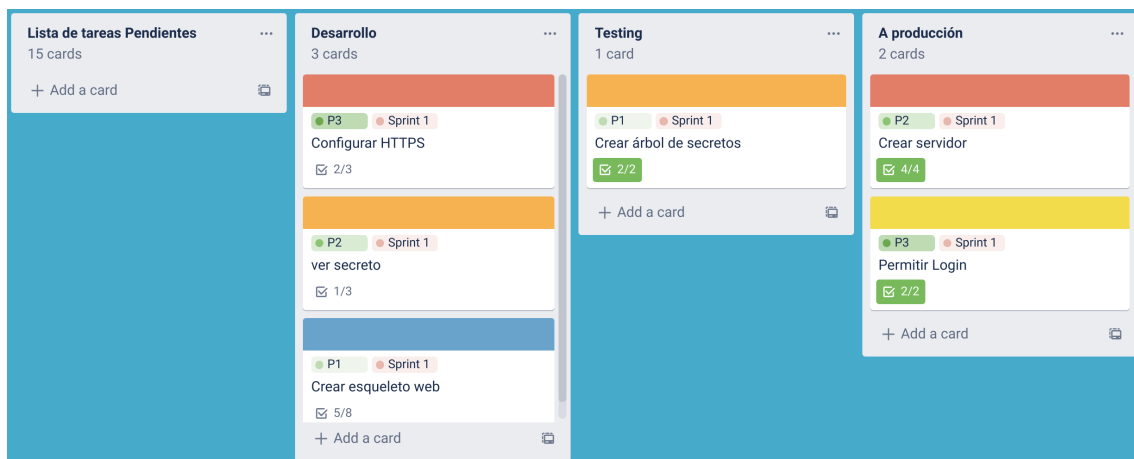 Lista de tareas Pendientes
15 cards
+ Add a card
Desarrollo
3 cards
P3 Sprint 1
Configurar HTTPS
2/3
P2 Sprint 1
ver secreto
1/3
P1 Sprint 1
Crear esqueleto web
5/8
+ Add a card
Testing
1 card
P1 Sprint 1
Crear árbol de secretos
2/2
+ Add a card
A producción
2 cards
P2 Sprint 1
Crear servidor
4/4
P3 Sprint 1
Permitir Login
2/2
+ Add a card